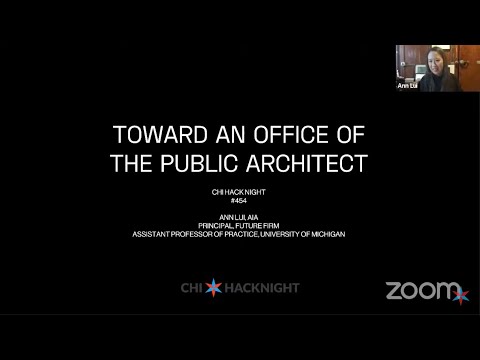 Ann Lui
TOWARD AN OFFICE OF
THE PUBLIC ARCHITECT
CHI HACK NIGHT
#454
ANN LUI, AIA
PRINCIPAL, FUTURE FIRM
ASSISTANT PROFESSOR OF PRACTICE, UNIVERSITY OF MICHIGAN
CHI HACKNIGHT
zoom